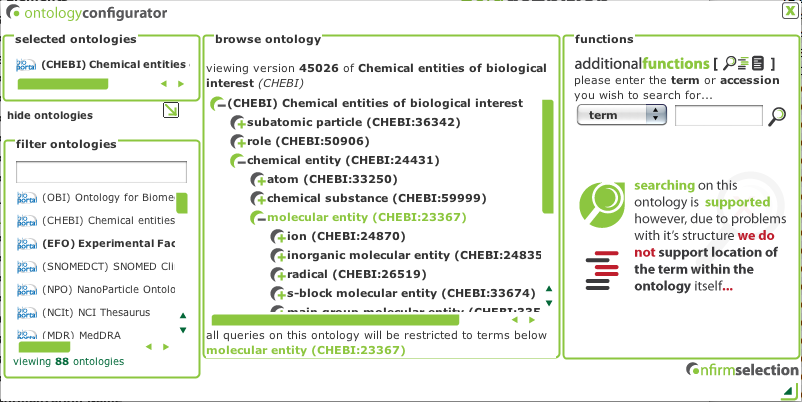 ontologyconfigurator
selected ontologies
(CHEBI) Chemical entities
hide ontologies
filter ontologies
(OBI) Ontology for Biome
(CHEBI) Chemical entities
(EFO) Experimental Fac
(SNOMEDCT) SNOMED Cli
(NPO) NanoParticle Ontolo
(NCIt) NCI Thesaurus
(MDR) MedDRA
viewing 88 ontologies
browse ontology
viewing version 45026 of Chemical entities of biological
interest (CHEBI)
(CHEBI) Chemical entities of biological interest
subatomic particle (CHEBI:36342)
role (CHEBI:50906)
chemical entity (CHEBI:24431)
atom (CHEBI:33250)
chemical substance (CHEBI:59999)
molecular entity (CHEBI:23367)
ion (CHEBI:24870)
inorganic molecular entity (CHEBI:24835
radical (CHEBI:26519)
s-block molecular entity (CHEBI:33674)
main group molecular entity (CHEBI:335
all queries on this ontology will be restricted to terms below
molecular entity (CHEBI:23367)
functions
additionalfunctions [ ]
please enter the term or accession
you wish to search for...
term
searching on this
ontology is supported
however, due to problems
with it's structure we do
not support location of
the term within the
ontology itself...
confirmselection